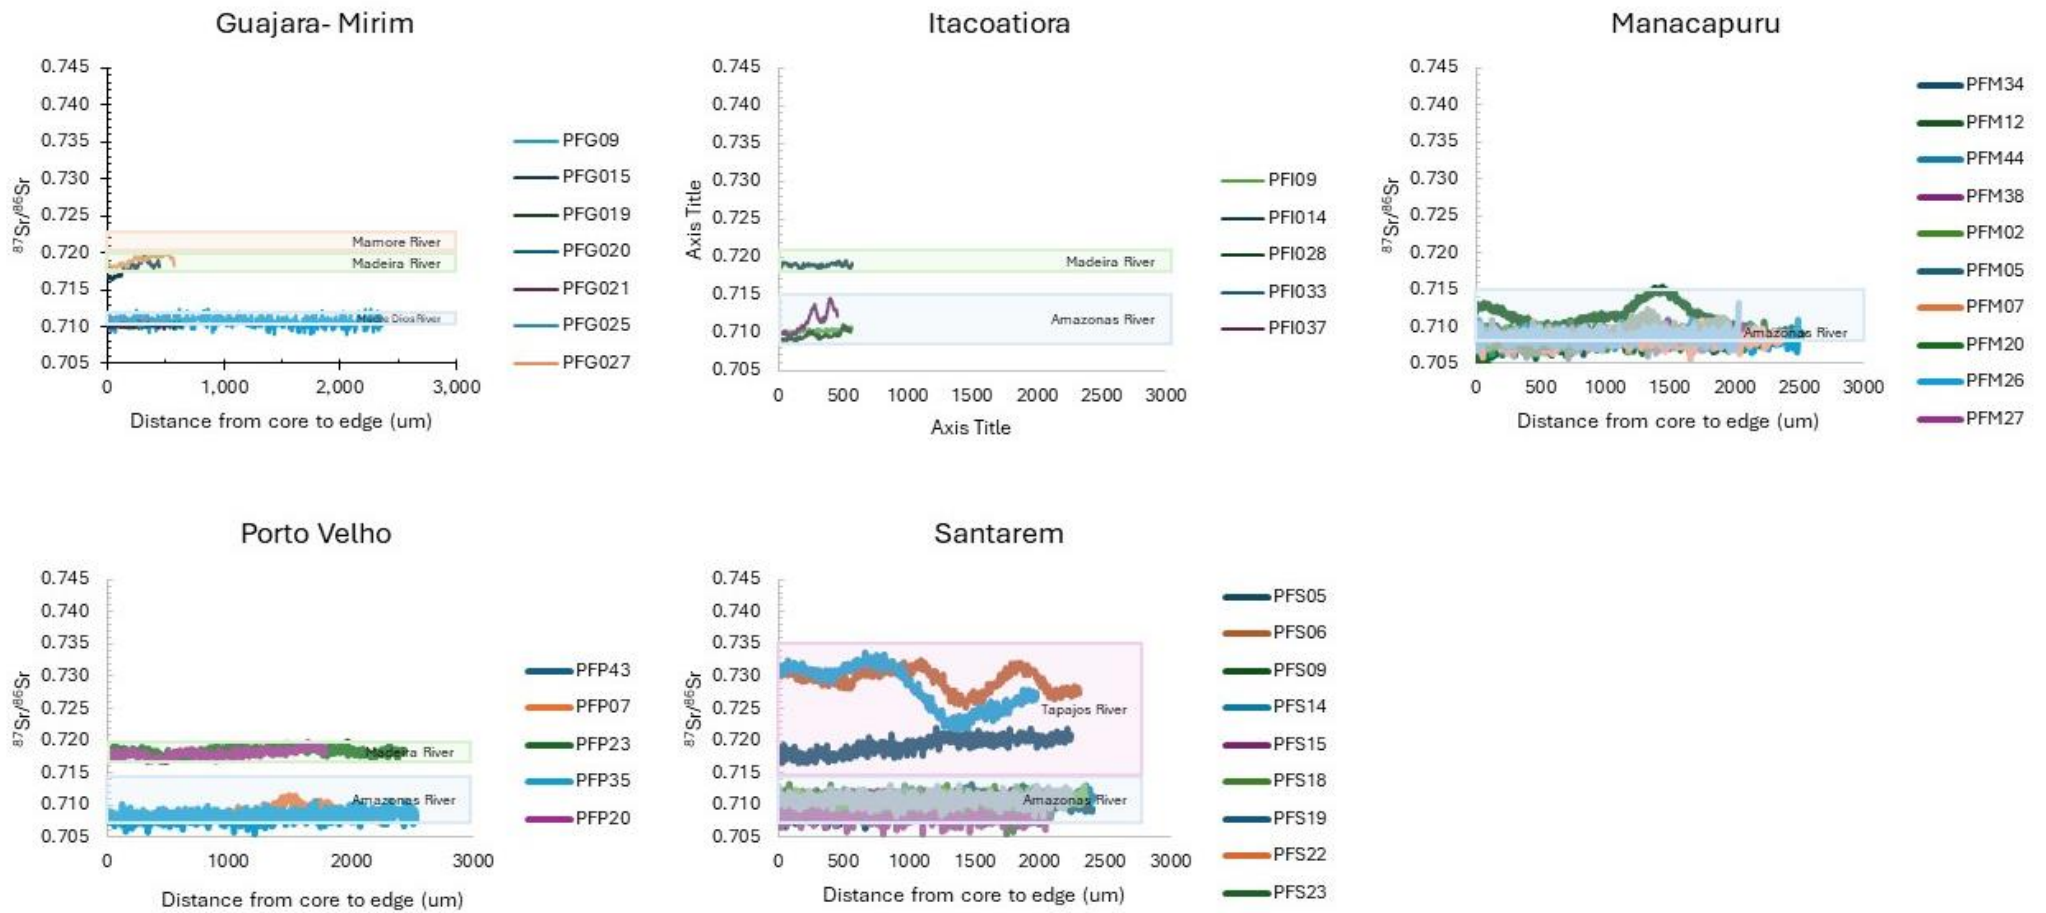 Guajara- Mirim
0.745
0.740
0.735
0.730
0.725
0.720
0.715
0.710
0.705
87Sr/86Sr
Mamore River
Madeira River
Madre Dios River
0 1,000 2,000 3,000
Distance from core to edge (um)
PFG09
PFG015
PFG019
PFG020
PFG021
PFG025
PFG027
Itacoatiora
0.745
0.740
0.735
0.730
0.725
0.720
0.715
0.710
0.705
Axis Title
Madeira River
Amazonas River
0 500 1000 1500 2000 2500 3000
Axis Title
PFI09
PFI014
PFI028
PFI033
PFI037
Manacapuru
0.745
0.740
0.735
0.730
0.725
0.720
0.715
0.710
0.705
87Sr/86Sr
Amazonas River
0 500 1000 1500 2000 2500 3000
Distance from core to edge (um)
PFM34
PFM12
PFM44
PFM38
PFM02
PFM05
PFM07
PFM20
PFM26
PFM27
Porto Velho
0.745
0.740
0.735
0.730
0.725
0.720
0.715
0.710
0.705
87Sr/86Sr
Madeira River
Amazonas River
0 1000 2000 3000
Distance from core to edge (um)
PFP43
PFP07
PFP23
PFP35
PFP20
Santarem
0.745
0.740
0.735
0.730
0.725
0.720
0.715
0.710
0.705
87Sr/86Sr
Tapajos River
Amazonas River
0 500 1000 1500 2000 2500 3000
Distance from core to edge (um)
PFS05
PFS06
PFS09
PFS14
PFS15
PFS18
PFS19
PFS22
PFS23